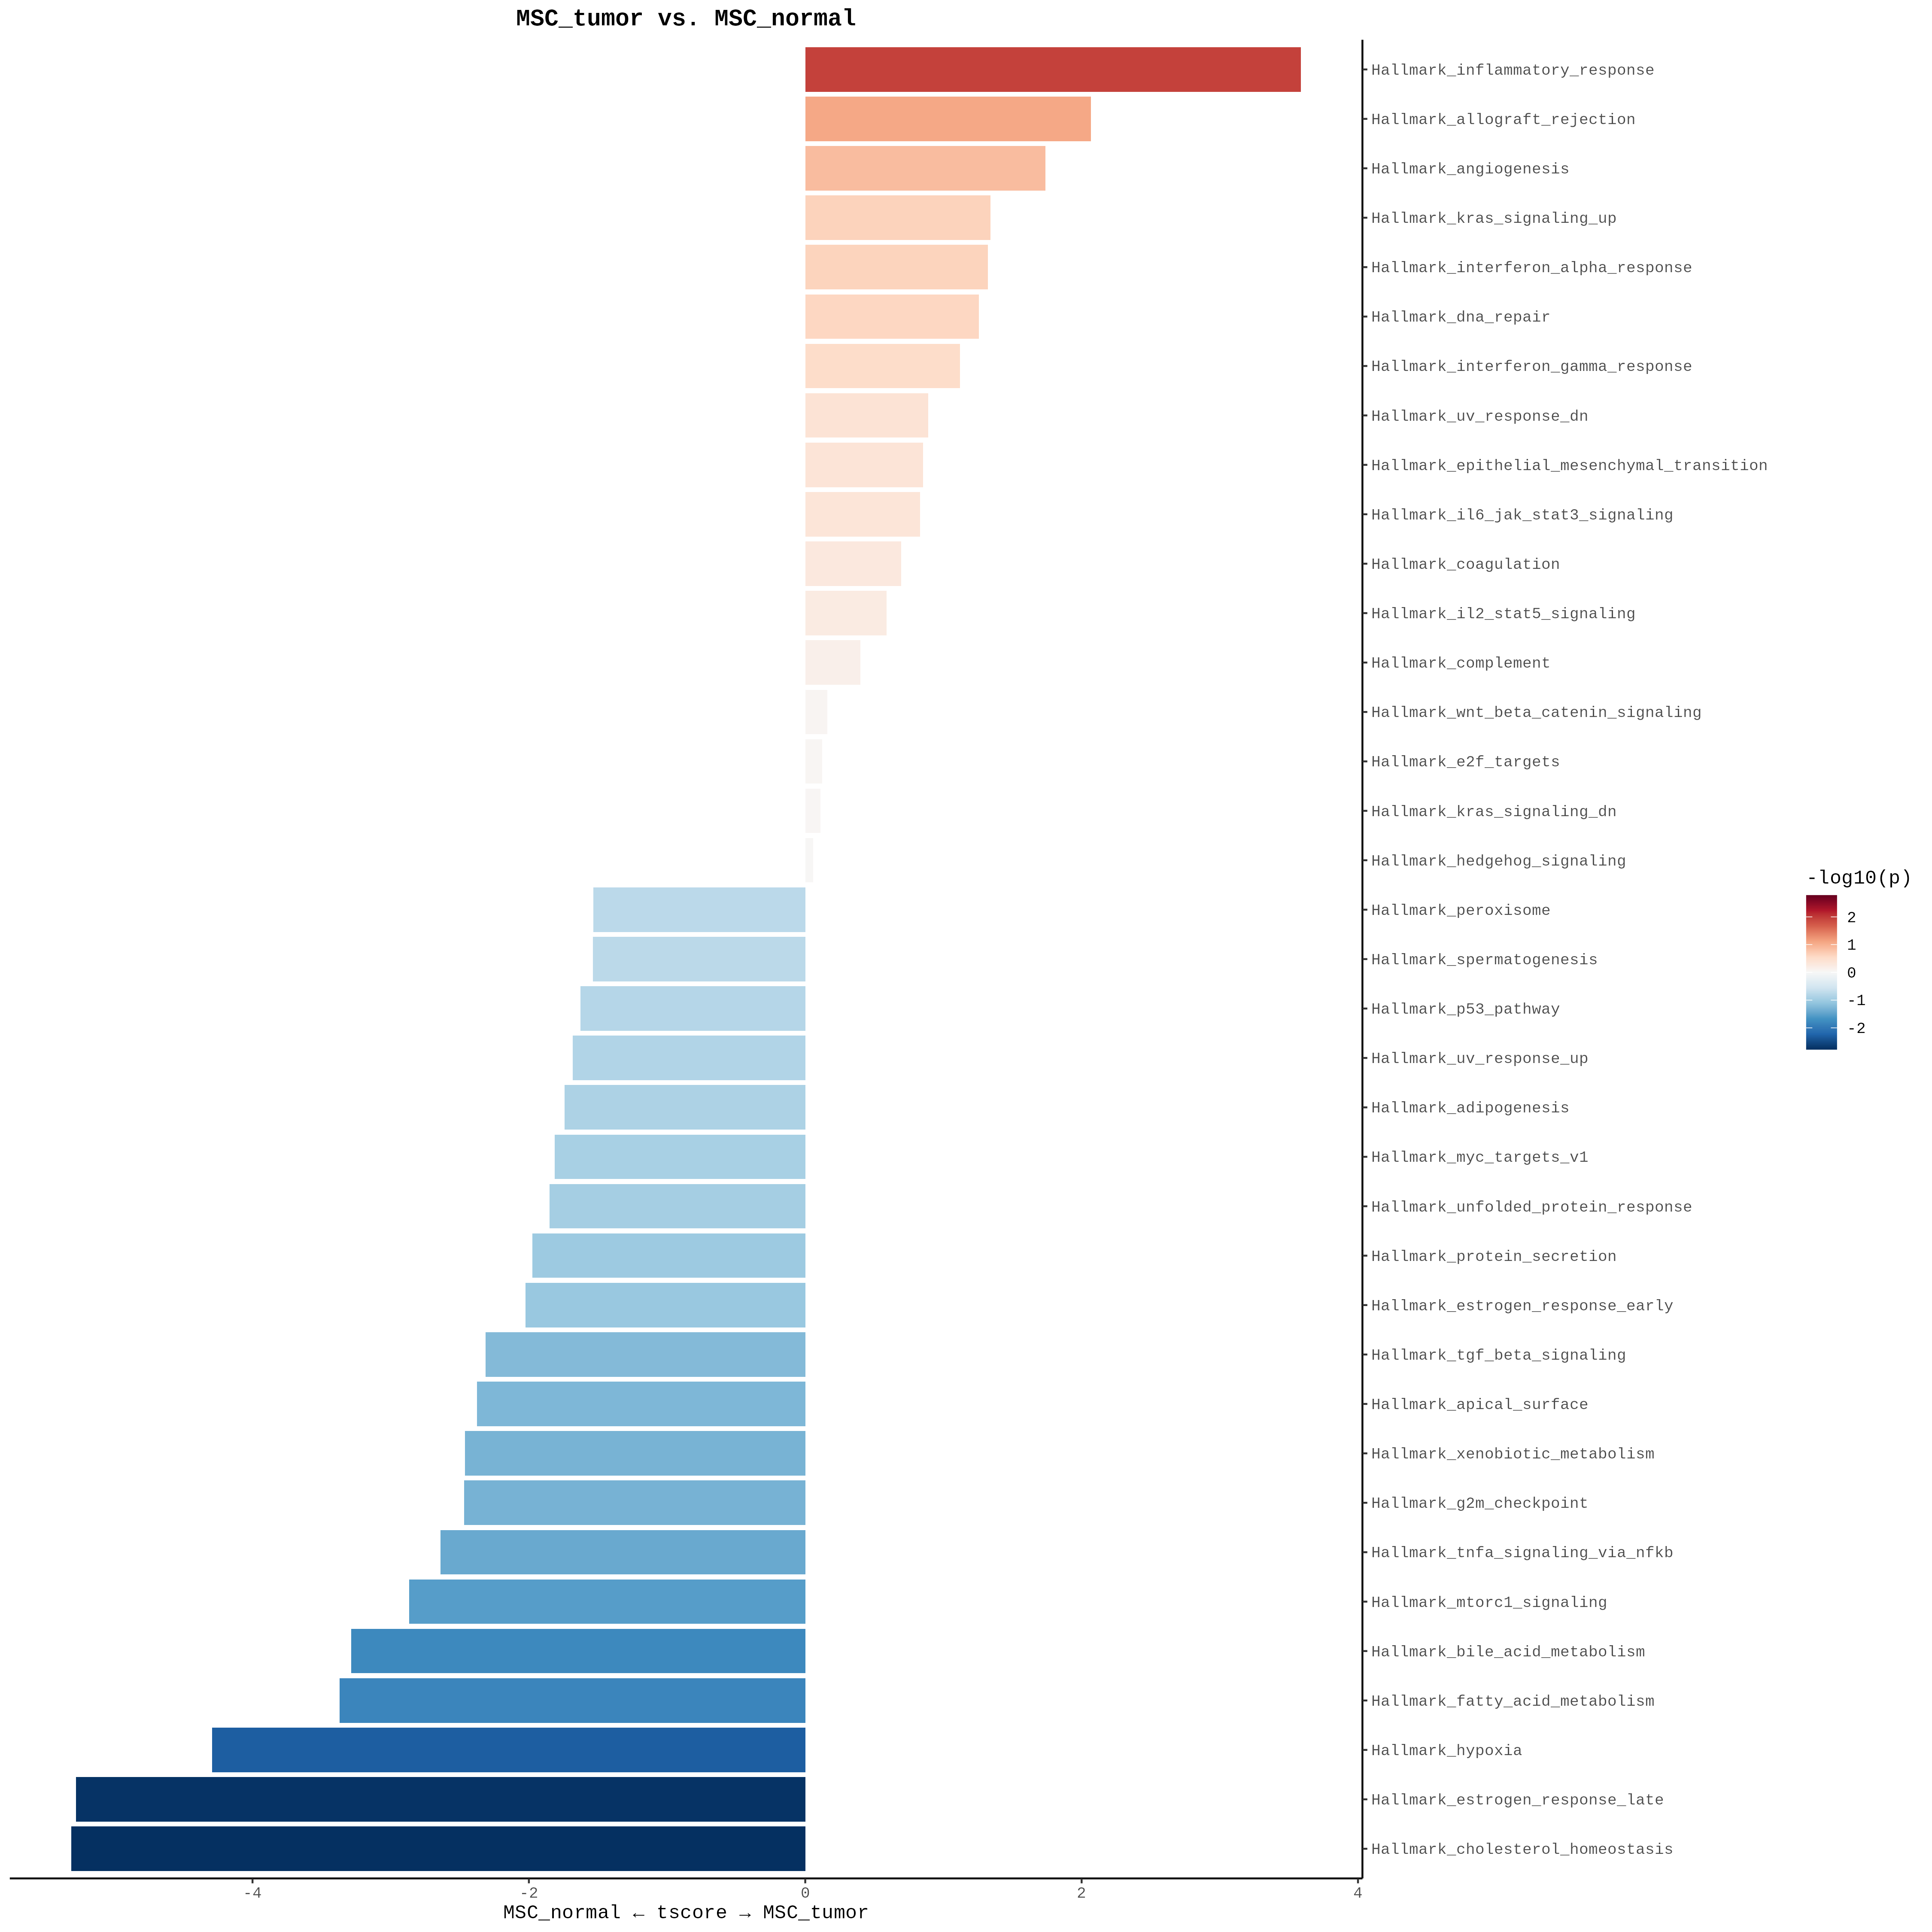 MSC_tumor vs. MSC_normal
Hallmark_inflammatory_response
Hallmark_allograft_rejection
Hallmark_angiogenesis
Hallmark_kras_signaling_up
Hallmark_interferon_alpha_response
Hallmark_dna_repair
Hallmark_interferon_gamma_response
Hallmark_uv_response_dn
Hallmark_epithelial_mesenchymal_transition
Hallmark_il6_jak_stat3_signaling
Hallmark_coagulation
Hallmark_il2_stat5_signaling
Hallmark_complement
Hallmark_wnt_beta_catenin_signaling
Hallmark_e2f_targets
Hallmark_kras_signaling_dn
Hallmark_hedgehog_signaling
Hallmark_peroxisome
Hallmark_spermatogenesis
Hallmark_p53_pathway
Hallmark_uv_response_up
Hallmark_adipogenesis
Hallmark_myc_targets_v1
Hallmark_unfolded_protein_response
Hallmark_protein_secretion
Hallmark_estrogen_response_early
Hallmark_tgf_beta_signaling
Hallmark_apical_surface
Hallmark_xenobiotic_metabolism
Hallmark_g2m_checkpoint
Hallmark_tnfa_signaling_via_nfkb
Hallmark_mtorc1_signaling
Hallmark_bile_acid_metabolism
Hallmark_fatty_acid_metabolism
Hallmark_hypoxia
Hallmark_estrogen_response_late
Hallmark_cholesterol_homeostasis
-4 -2 0 2 4
MSC_normal ← tscore → MSC_tumor
-log10(p)
2
1
0
-1
-2